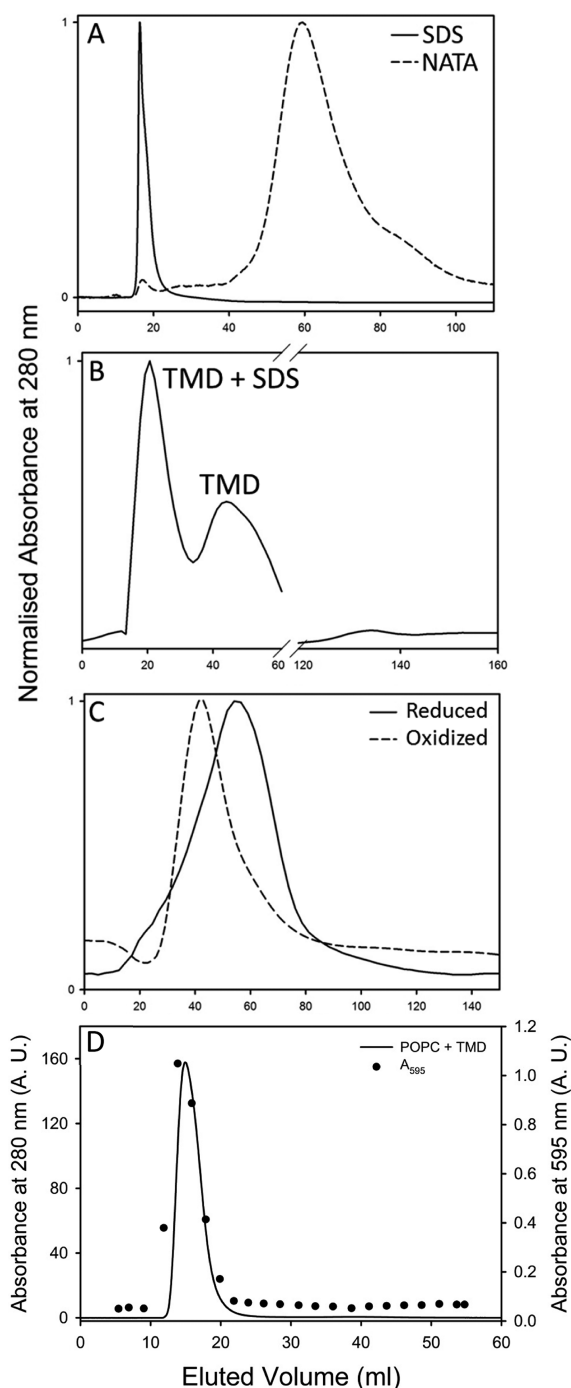 A
SDS
NATA
1
0
0 20 40 60 80 100
B
TMD + SDS
TMD
1
0 20 40 60 120 140 160
Normalised Absorbance at 280 nm
C
Reduced
Oxidized
1
0
0 20 40 60 80 100 120 140
D
POPC + TMD
A595
160
120
80
40
0
1.2
1.0
0.8
0.6
0.4
0.2
0.0
Absorbance at 280 nm (A. U.)
Absorbance at 595 nm (A. U.)
0 10 20 30 40 50 60
Eluted Volume (ml)